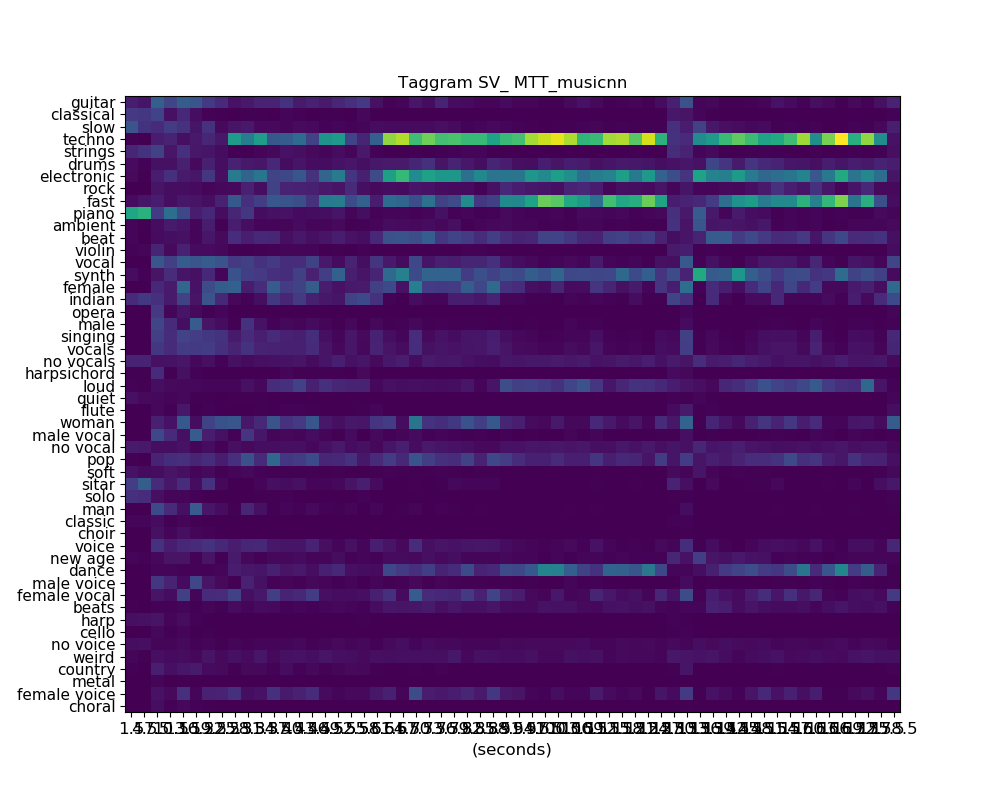 Taggram SV_ MTT_musicnn
guitar
classical
slow
techno
strings
drums
electronic
rock
fast
piano
ambient
beat
violin
vocal
synth
female
indian
opera
male
singing
vocals
no vocals
harpsichord
loud
quiet
flute
woman
male vocal
no vocal
pop
soft
sitar
solo
man
classic
choir
voice
new age
dance
male voice
female vocal
beats
harp
cello
no voice
weird
country
metal
female voice
choral
(seconds)